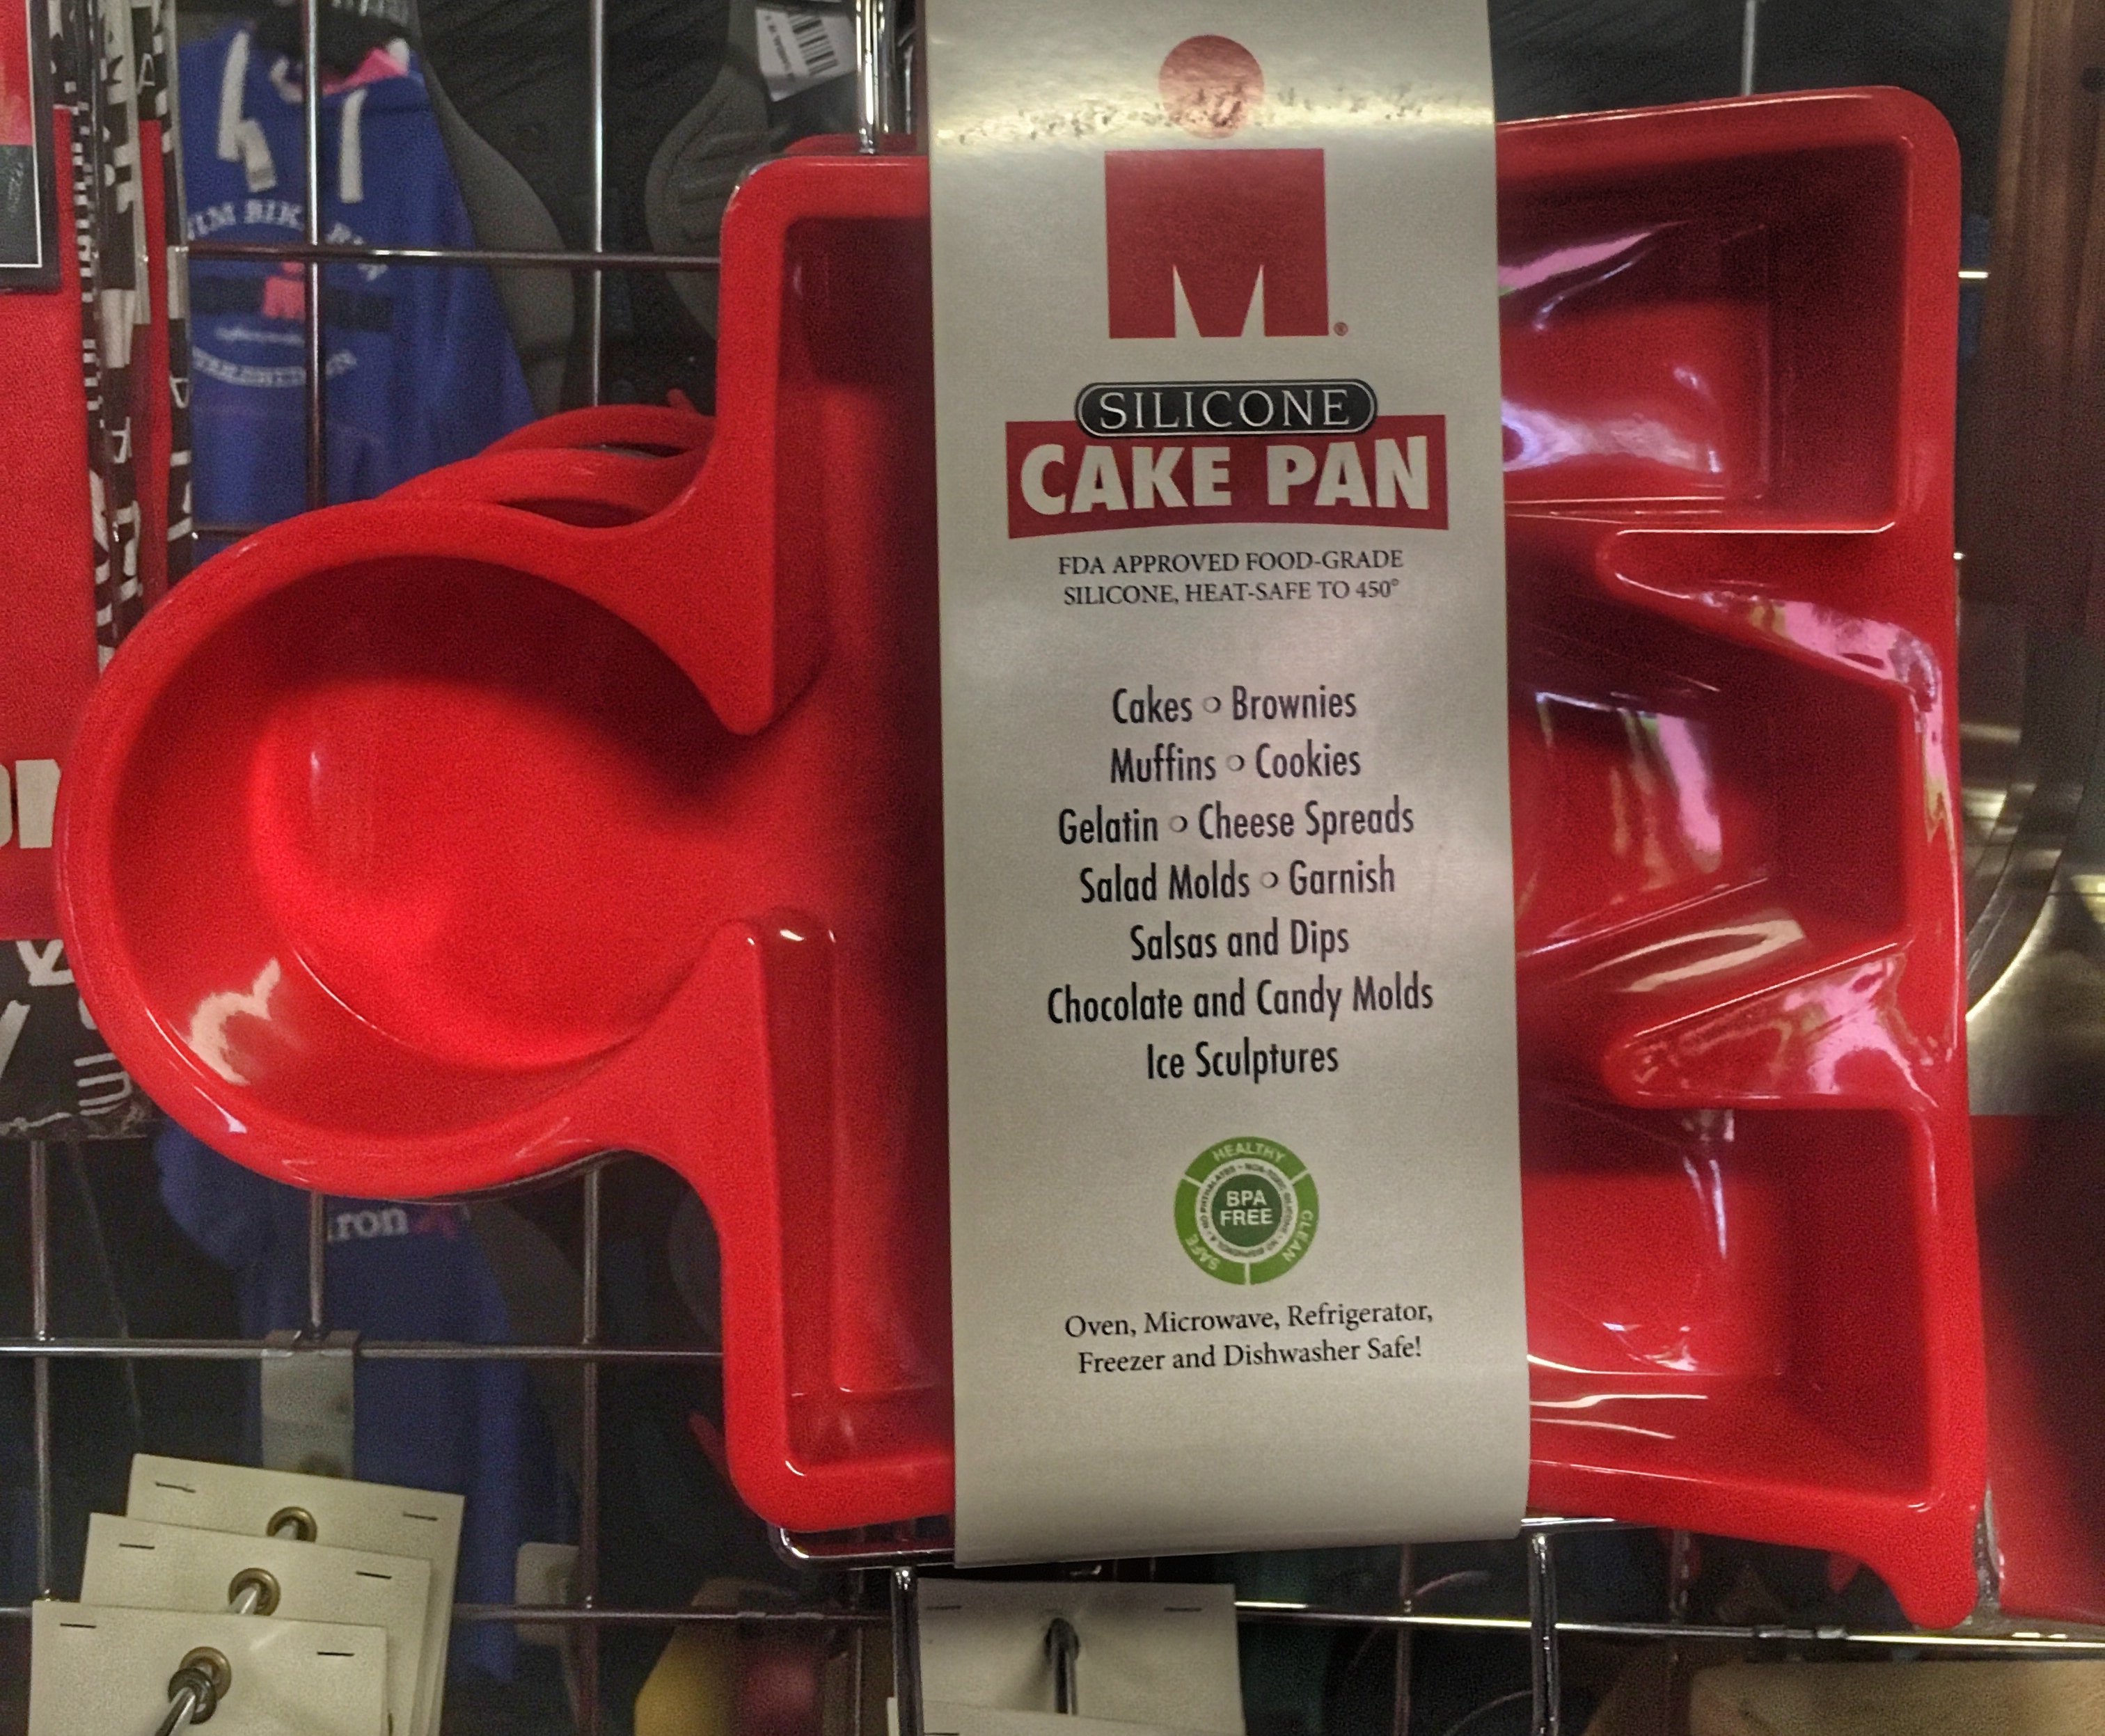 M®
SILICONE
CAKE PAN
FDA APPROVED FOOD-GRADE
SILICONE, HEAT-SAFE TO 450°
Cakes ○ Brownies
Muffins ○ Cookies
Gelatin ○ Cheese Spreads
Salad Molds ○ Garnish
Salsas and Dips
Chocolate and Candy Molds
Ice Sculptures
HEALTHY
BPA
FREE
SAFE
CLEAN
Oven, Microwave, Refrigerator,
Freezer and Dishwasher Safe!